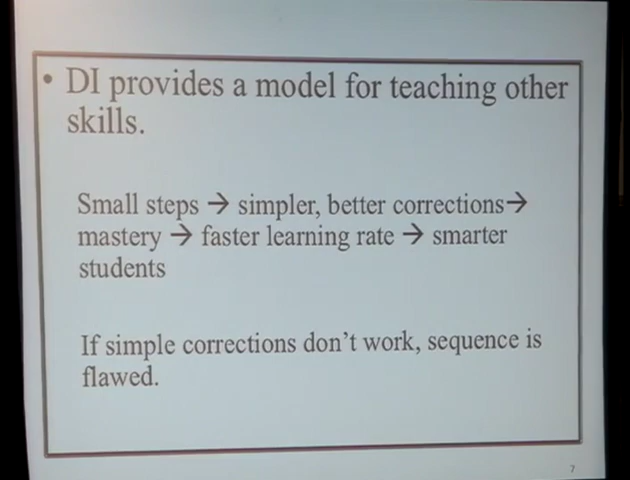 • DI provides a model for teaching other
skills.
Small steps → simpler, better corrections→
mastery → faster learning rate → smarter
students
If simple corrections don't work, sequence is
flawed.
7